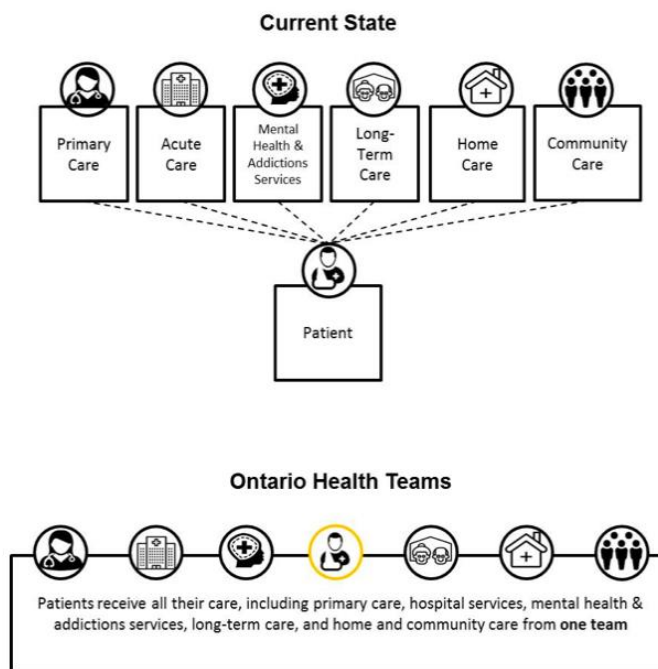 Current State
Primary
Care
Acute
Care
Mental
Health &
Addictions
Services
Long-
Term
Care
Home
Care
Community
Care
Patient
Ontario Health Teams
Patients receive all their care, including primary care, hospital services, mental health &
addictions services, long-term care, and home and community care from one team